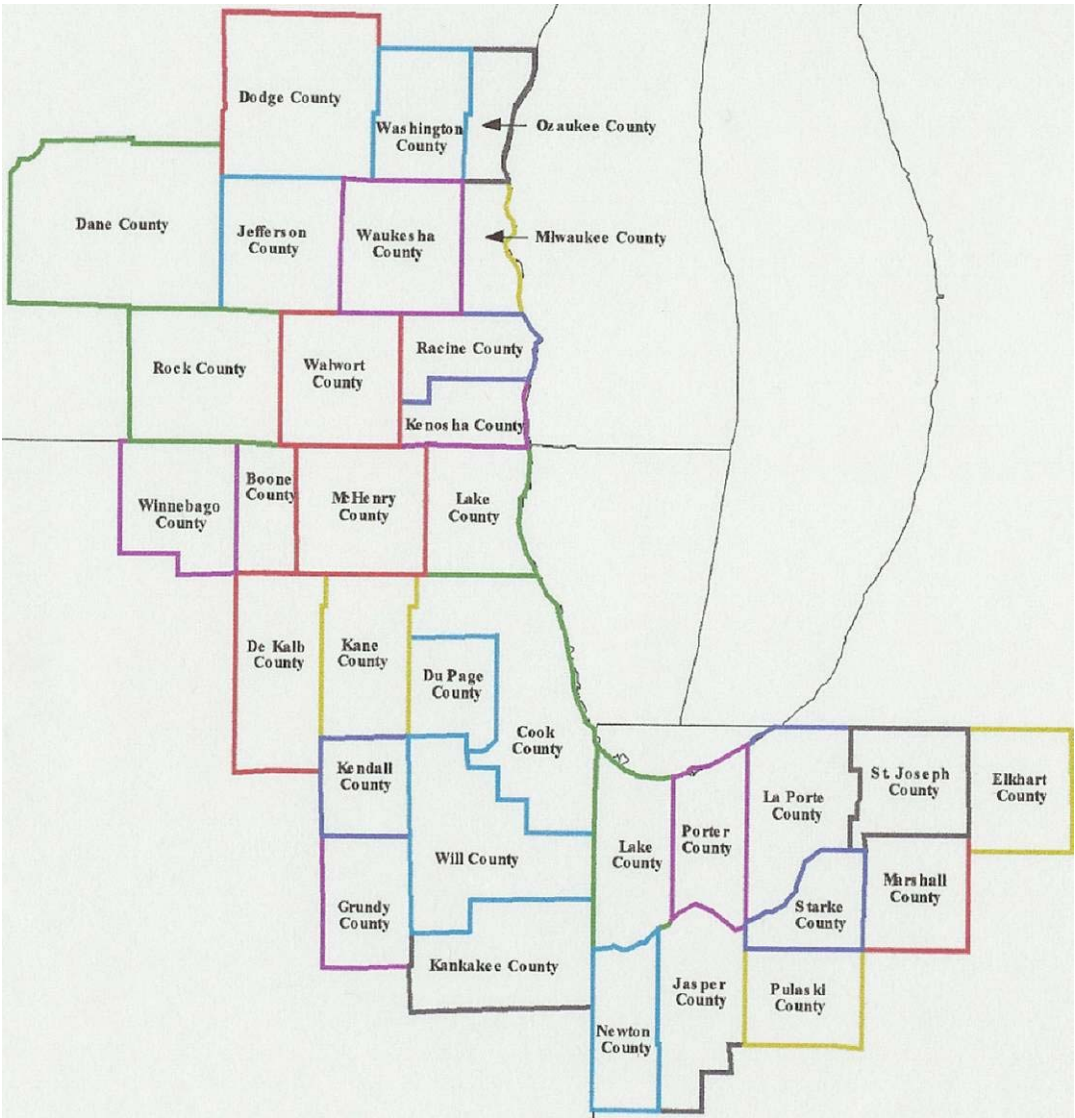 Dodge County
Washington
County
Ozaukee County
Dane County
Jefferson
County
Waukesha
County
Milwaukee County
Rock County
Walwort
County
Racine County
Kenosha County
Winnebago
County
Boone
County
McHenry
County
Lake
County
De Kalb
County
Kane
County
Du Page
County
Cook
County
Kendall
County
Will County
Grundy
County
Kankakee County
Lake
County
Porter
County
La Porte
County
St. Joseph
County
Elkhart
County
Starke
County
Marshall
County
Newton
County
Jasper
County
Pulaski
County